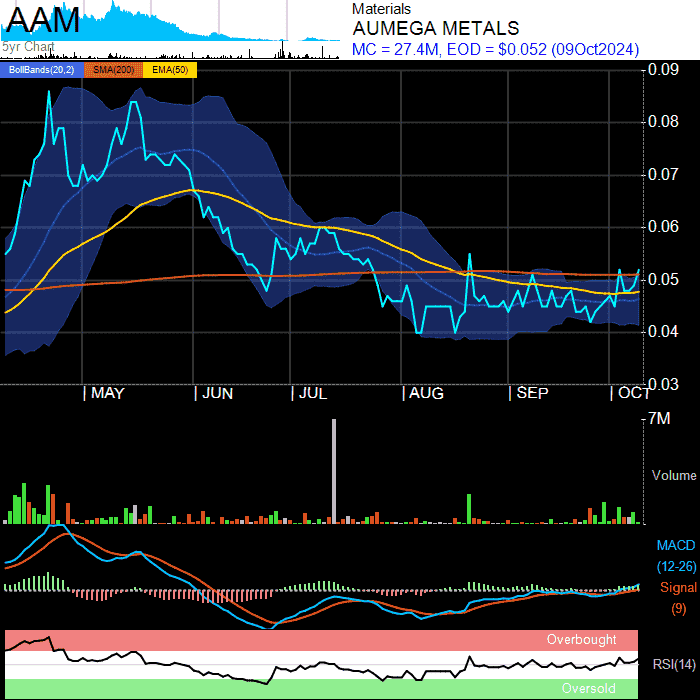 AAM
5yr Chart
Materials
AUMEGA METALS
MC = 27.4M, EOD = $0.052 (09Oct2024)
BollBands(20,2) SMA(200) EMA(50)
0.09
0.08
0.07
0.06
0.05
0.04
0.03
MAY JUN JUL AUG SEP OCT
7M
Volume
MACD
(12-26)
Signal
(9)
Overbought
RSI(14)
Oversold